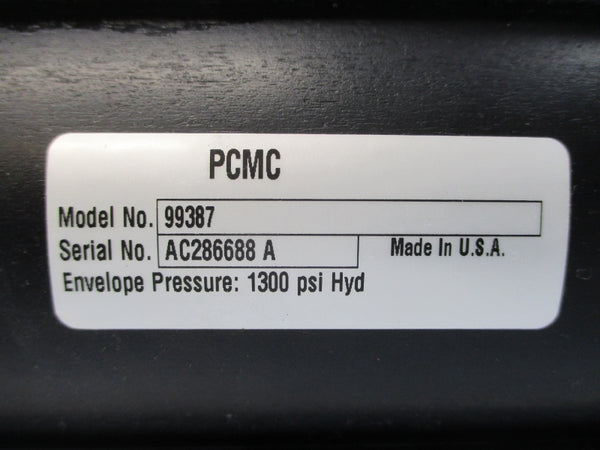 PCMC
Model No. 99387
Serial No. AC286688 A Made In U.S.A.
Envelope Pressure: 1300 psi Hyd